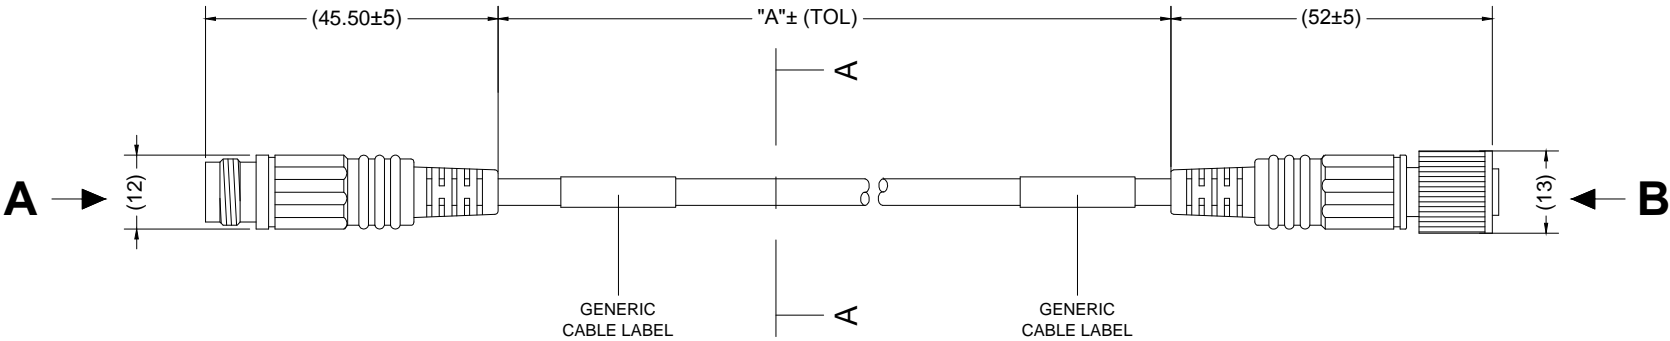 (45.50±5)
"A"± (TOL)
(52±5)
A
A
(12)
(13)
B
GENERIC
CABLE LABEL
A
GENERIC
CABLE LABEL